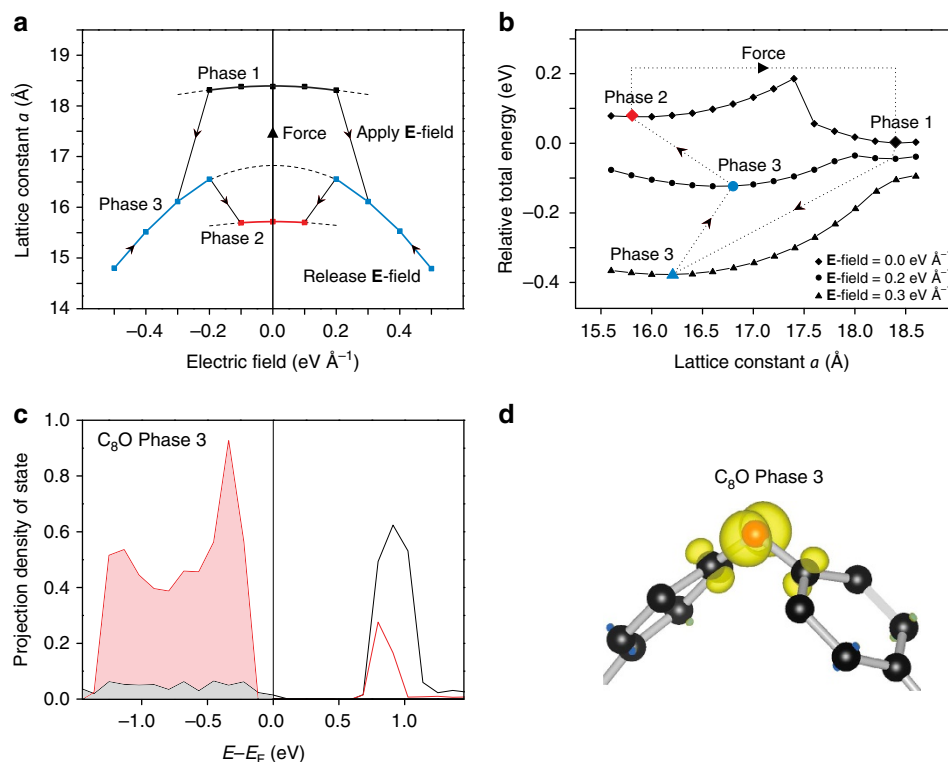 a
19
18
17
16
15
14
Lattice constant a (Å)
Phase 1
Force
Apply E-field
Phase 3
Phase 2
Release E-field
−0.4 −0.2 0.0 0.2 0.4
Electric field (eV Å⁻¹)
b
0.2
0.0
−0.2
−0.4
Relative total energy (eV)
Force
Phase 2
Phase 1
Phase 3
Phase 3
E-field = 0.0 eV Å⁻¹
E-field = 0.2 eV Å⁻¹
E-field = 0.3 eV Å⁻¹
15.5 16.0 16.5 17.0 17.5 18.0 18.5
Lattice constant a (Å)
c
1.0
0.8
0.6
0.4
0.2
0.0
Projection density of state
C₈O Phase 3
−1.0 −0.5 0.0 0.5 1.0
E–E_F (eV)
d
C₈O Phase 3